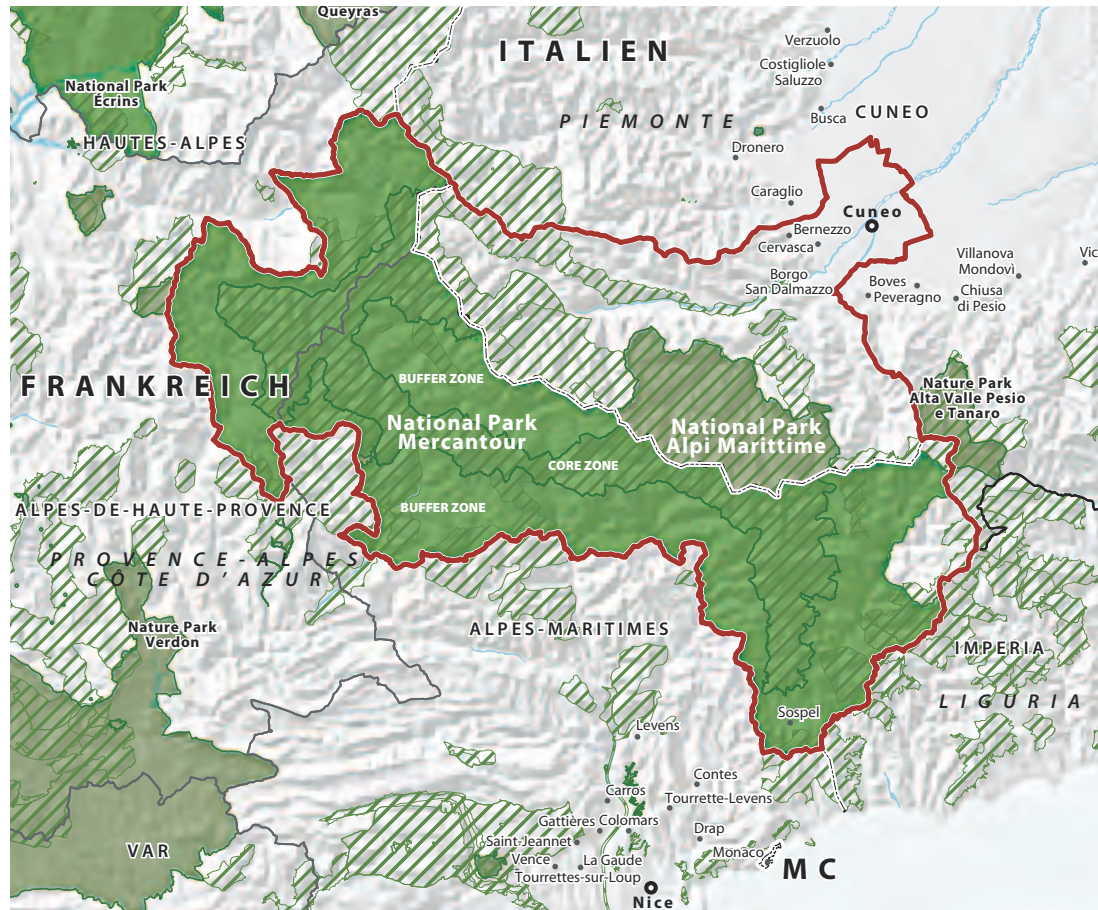 Queyras
ITALIEN
Verzuolo
Costigliole
Saluzzo
National Park
Écrins
Busca
CUNEO
PIEMONTE
HAUTES-ALPES
Dronero
Caraglio
Cuneo
Bernezzo
Cervasca
Villanova
Mondovì
Vic
Borgo
San Dalmazzo
Boves
Peveragno
Chiusa
di Pesio
FRANKREICH
BUFFER ZONE
Nature Park
Alta Valle Pesio
e Tanaro
National Park
Mercantour
National Park
Alpi Marittime
CORE ZONE
BUFFER ZONE
ALPES-DE-HAUTE-PROVENCE
PROVENCE-ALPES
CÔTE D'AZUR
Nature Park
Verdon
ALPES-MARITIMES
IMPERIA
LIGURIA
Sospel
Levens
Contes
Carros
Tourrette-Levens
Gattières
Colomars
Drap
Saint-Jeannet
Monaco
VAR
Vence
La Gaude
MC
Tourrettes-sur-Loup
Nice